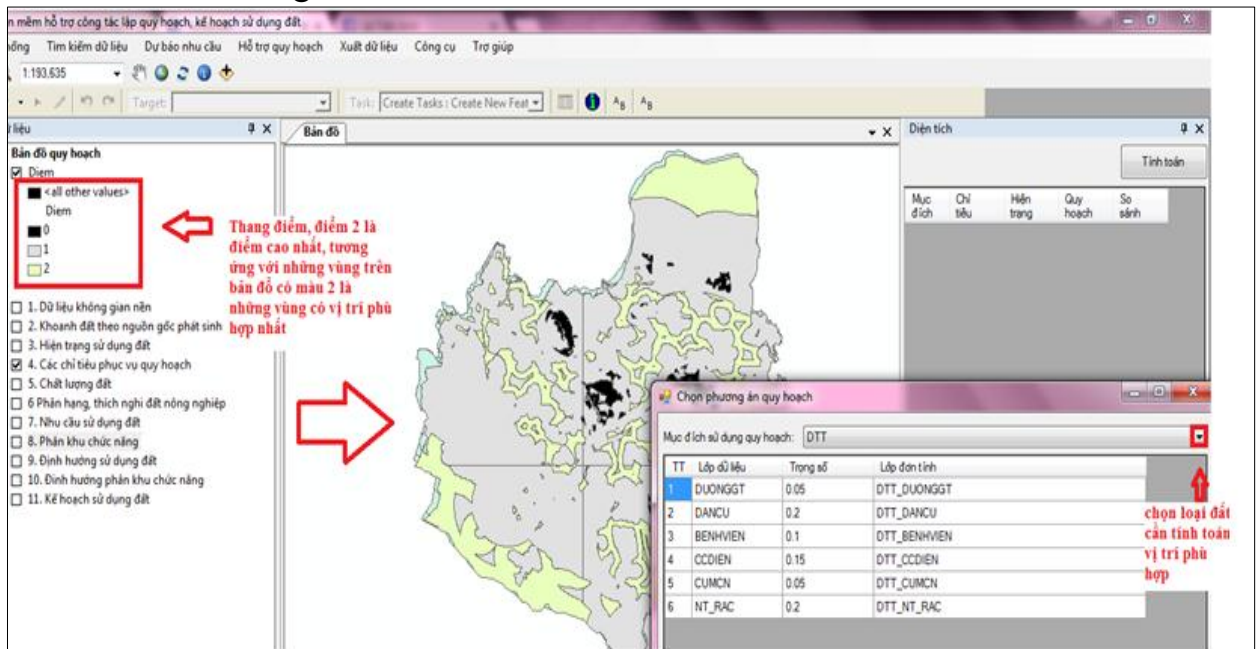 n mềm hỗ trợ công tác lập quy hoạch, kế hoạch sử dụng đất
hống Tìm kiếm dữ liệu Dự báo nhu cầu Hỗ trợ quy hoạch Xuất dữ liệu Công cụ Trợ giúp
1:193,635
Target: Task: Create Tasks : Create New Feat
ữ liệu
Bản đồ
Diện tích
Bản đồ quy hoạch
Tính toán
Diem
<all other values>
Diem
0
1
2
Mục đích Chỉ tiêu Hiện trạng Quy hoạch So sánh
Thang điểm, điểm 2 là
điểm cao nhất, tương
ứng với những vùng trên
bản đồ có màu 2 là
những vùng có vị trí phù
hợp nhất
1. Dữ liệu không gian nền
2. Khoanh đất theo nguồn gốc phát sinh
3. Hiện trạng sử dụng đất
4. Các chỉ tiêu phục vụ quy hoạch
5. Chất lượng đất
6 Phân hạng, thích nghi đất nông nghiệp
7. Nhu cầu sử dụng đất
8. Phân khu chức năng
9. Định hướng sử dụng đất
10. Định hướng phân khu chức năng
11. Kế hoạch sử dụng đất
Chọn phương án quy hoạch
Mục đích sử dụng quy hoạch: DTT
TT Lớp dữ liệu Trọng số Lớp đơn tính
1 DUONGGT 0.05 DTT_DUONGGT
2 DANCU 0.2 DTT_DANCU
3 BENHVIEN 0.1 DTT_BENHVIEN
4 CCDIEN 0.15 DTT_CCDIEN
5 CUMCN 0.05 DTT_CUMCN
6 NT_RAC 0.2 DTT_NT_RAC
chọn loại đất
cần tính toán
vị trí phù
hợp